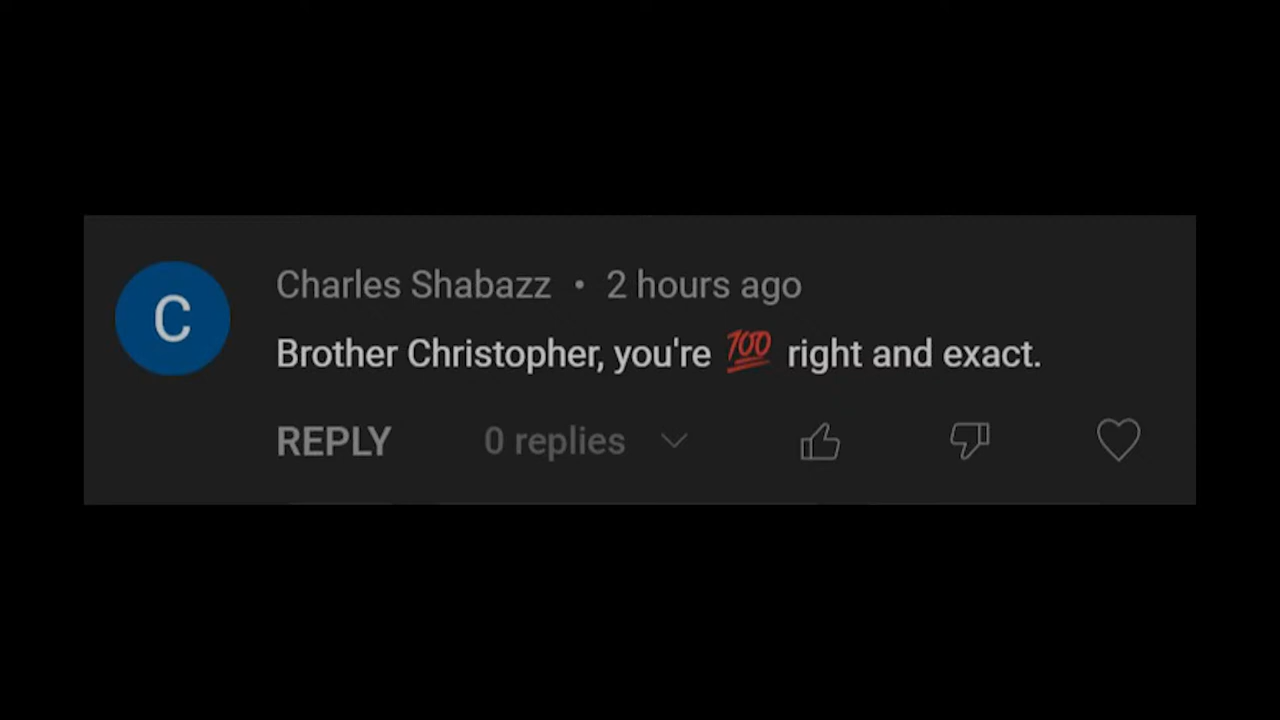 C
Charles Shabazz • 2 hours ago
Brother Christopher, you're 💯 right and exact.
REPLY 0 replies